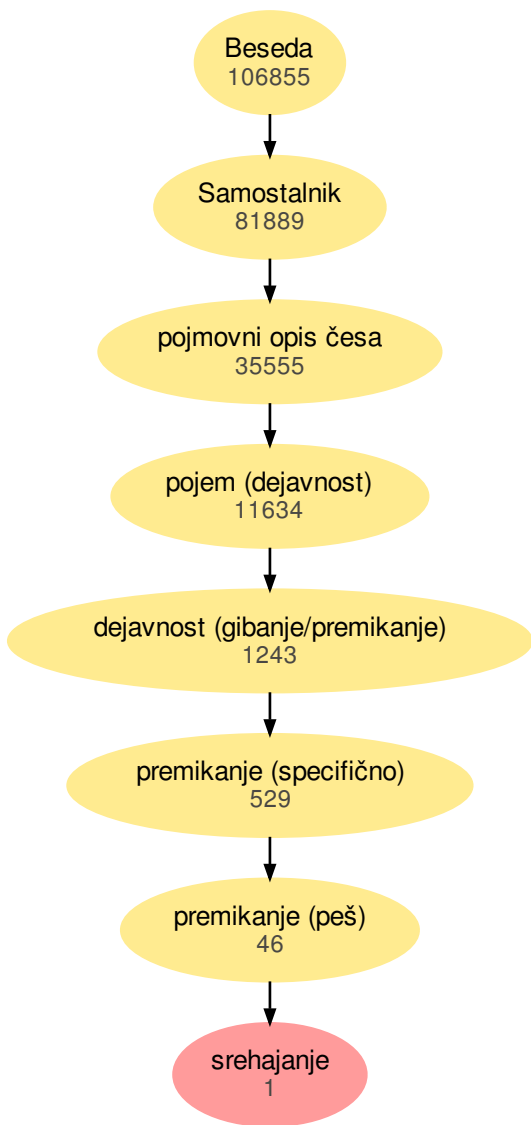 Beseda
106855
Samostalnik
81889
pojmovni opis česa
35555
pojem (dejavnost)
11634
dejavnost (gibanje/premikanje)
1243
premikanje (specifično)
529
premikanje (peš)
46
srehajanje
1